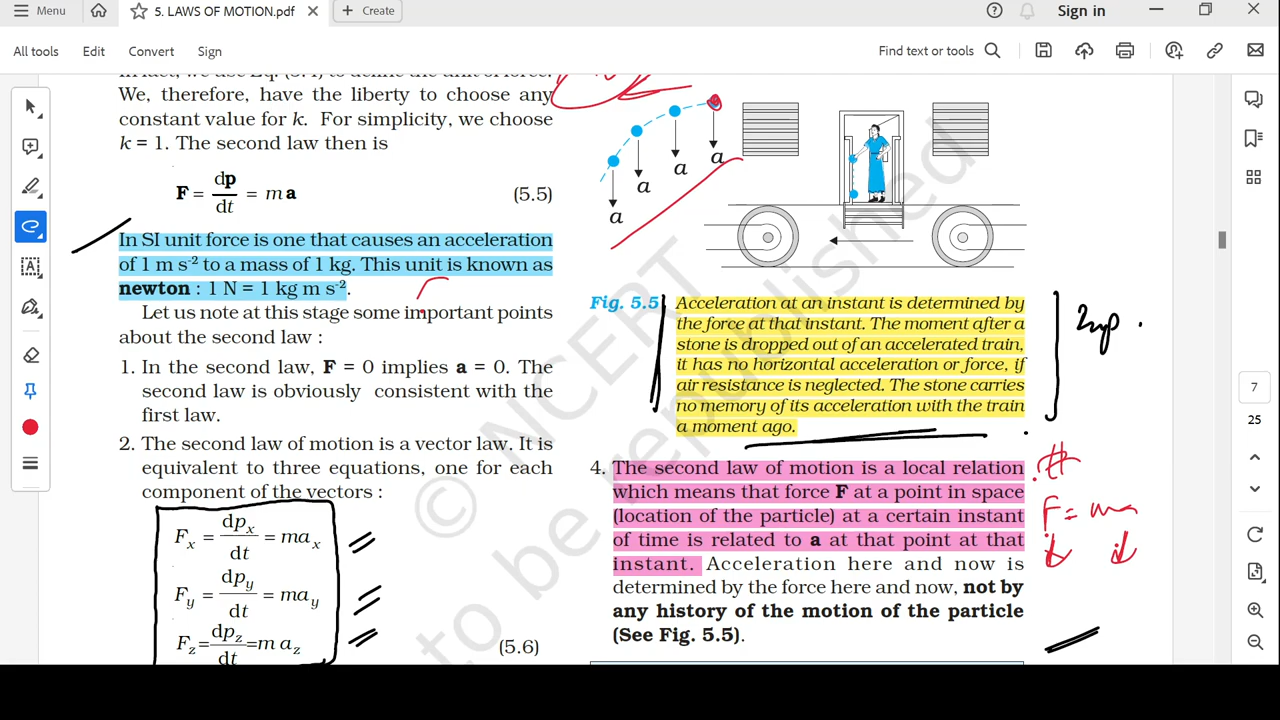 Menu
5. LAWS OF MOTION.pdf
Create
Sign in
All tools
Edit
Convert
Sign
Find text or tools
We, therefore, have the liberty to choose any
constant value for k. For simplicity, we choose
k = 1. The second law then is
F = dp/dt = m a (5.5)
In SI unit force is one that causes an acceleration
of 1 m s-2 to a mass of 1 kg. This unit is known as
newton : 1 N = 1 kg m s-2.
Let us note at this stage some important points
about the second law :
1. In the second law, F = 0 implies a = 0. The
second law is obviously consistent with the
first law.
2. The second law of motion is a vector law. It is
equivalent to three equations, one for each
component of the vectors :
Fx = dpx/dt = max
Fy = dpy/dt = may
Fz = dpz/dt = m az (5.6)
a
a
a
a
Fig. 5.5 Acceleration at an instant is determined by
the force at that instant. The moment after a
stone is dropped out of an accelerated train,
it has no horizontal acceleration or force, if
air resistance is neglected. The stone carries
no memory of its acceleration with the train
a moment ago.
4. The second law of motion is a local relation
which means that force F at a point in space
(location of the particle) at a certain instant
of time is related to a at that point at that
instant. Acceleration here and now is
determined by the force here and now, not by
any history of the motion of the particle
(See Fig. 5.5).
#
F = ma
7
25
© NCERT
to be republished